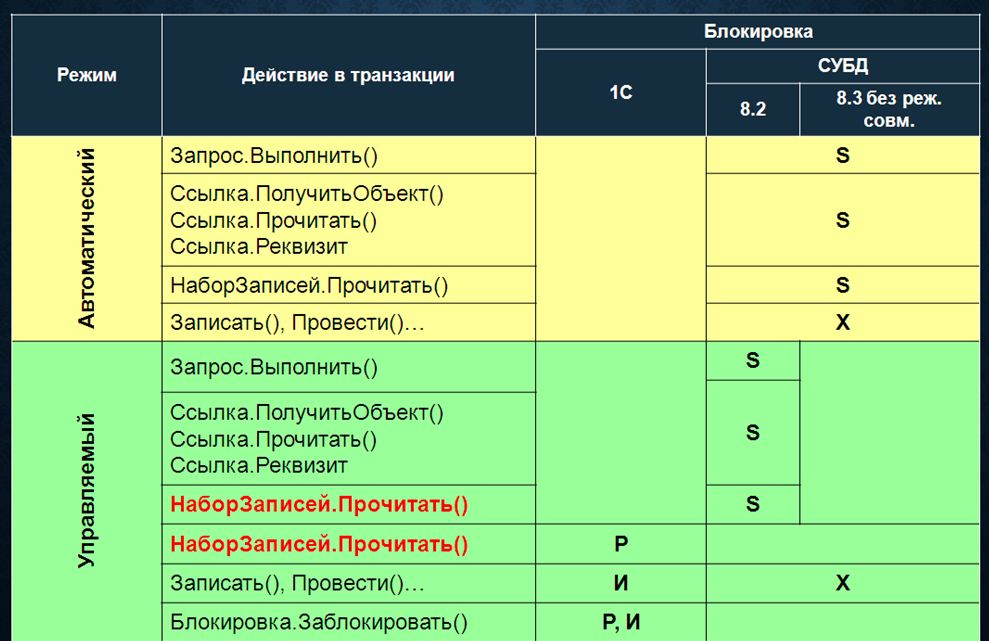 Режим
Действие в транзакции
Блокировка
1С
СУБД
8.2
8.3 без реж.
совм.
Автоматический
Запрос.Выполнить()
S
Ссылка.ПолучитьОбъект()
Ссылка.Прочитать()
Ссылка.Реквизит
S
НаборЗаписей.Прочитать()
S
Записать(), Провести()...
X
Управляемый
Запрос.Выполнить()
S
Ссылка.ПолучитьОбъект()
Ссылка.Прочитать()
Ссылка.Реквизит
S
НаборЗаписей.Прочитать()
S
НаборЗаписей.Прочитать()
Р
Записать(), Провести()...
И
X
Блокировка.Заблокировать()
Р, И